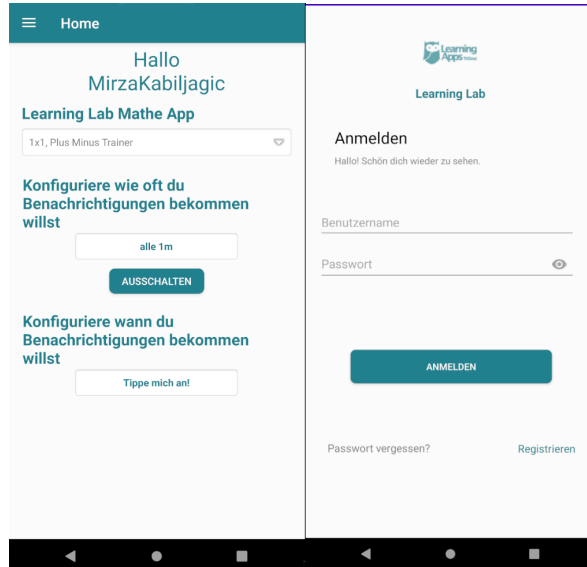 Home
Hallo
MirzaKabiljagic
Learning Lab Mathe App
1x1, Plus Minus Trainer
Konfiguriere wie oft du
Benachrichtigungen bekommen
willst
alle 1m
AUSSCHALTEN
Konfiguriere wann du
Benachrichtigungen bekommen
willst
Tippe mich an!
Learning
Apps
Learning Lab
Anmelden
Hallo! Schön dich wieder zu sehen.
Benutzername
Passwort
ANMELDEN
Passwort vergessen?
Registrieren